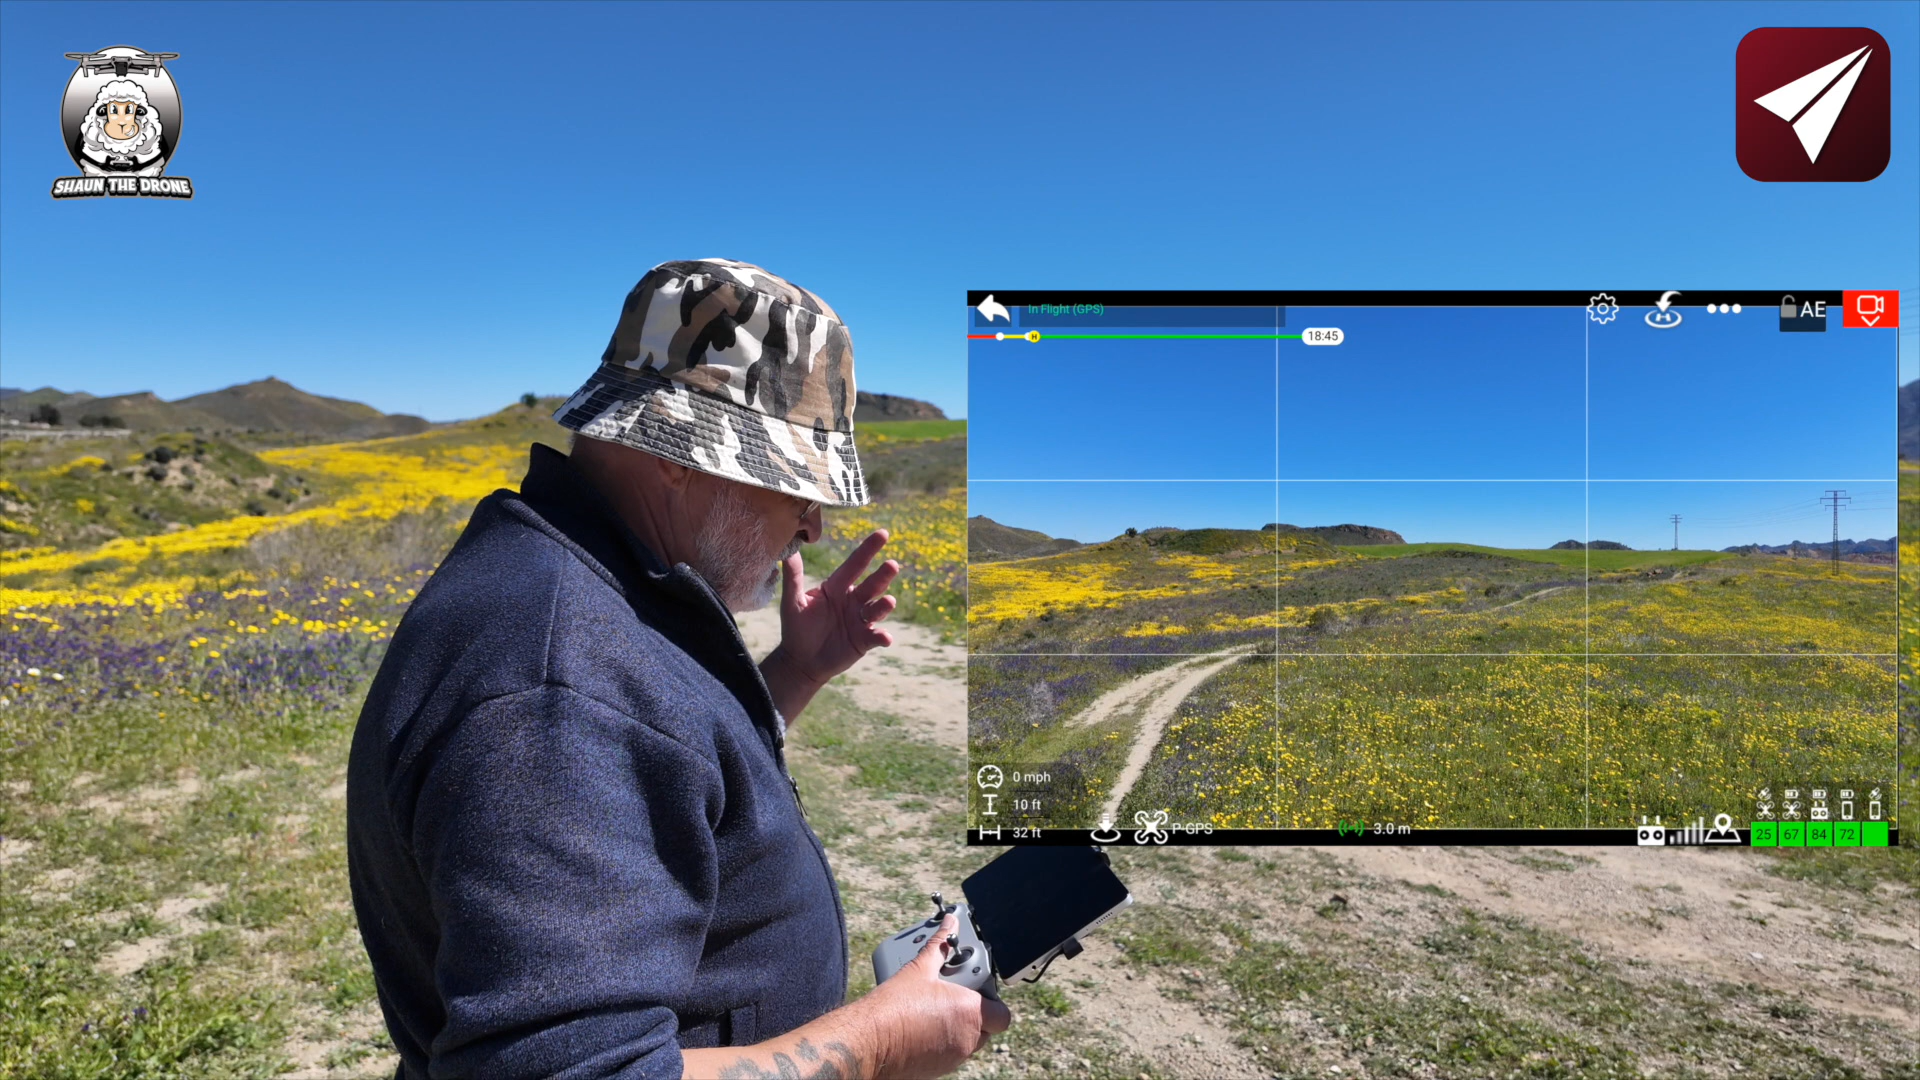 SHAUN THE DRONE
In Flight (GPS)
AE
H
18:45
0 mph
10 ft
32 ft
P-GPS
3.0 m
25 67 84 72